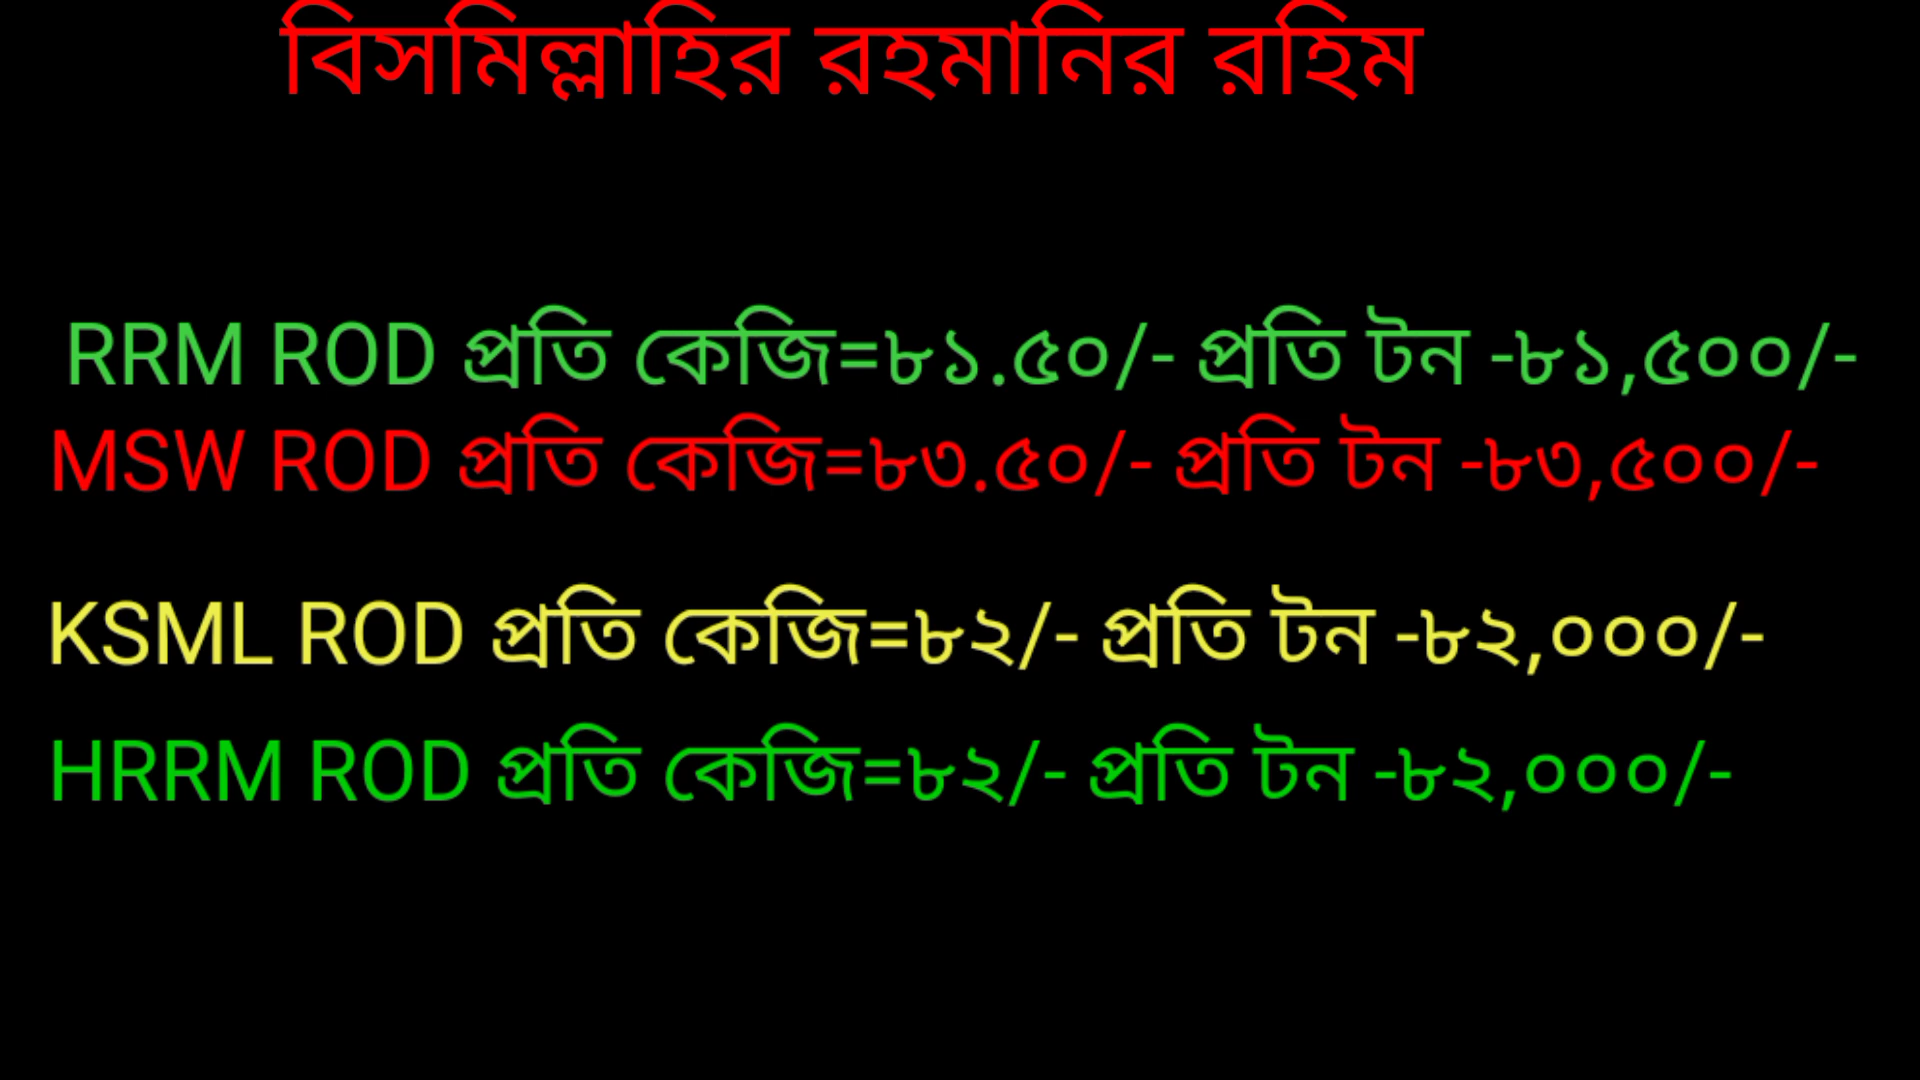 বিসমিল্লাহির রহমানির রহিম
RRM ROD প্রতি কেজি=৮১.৫০/- প্রতি টন -৮১,৫০০/-
MSW ROD প্রতি কেজি=৮৩.৫০/- প্রতি টন -৮৩,৫০০/-
KSML ROD প্রতি কেজি=৮২/- প্রতি টন -৮২,০০০/-
HRRM ROD প্রতি কেজি=৮২/- প্রতি টন -৮২,০০০/-